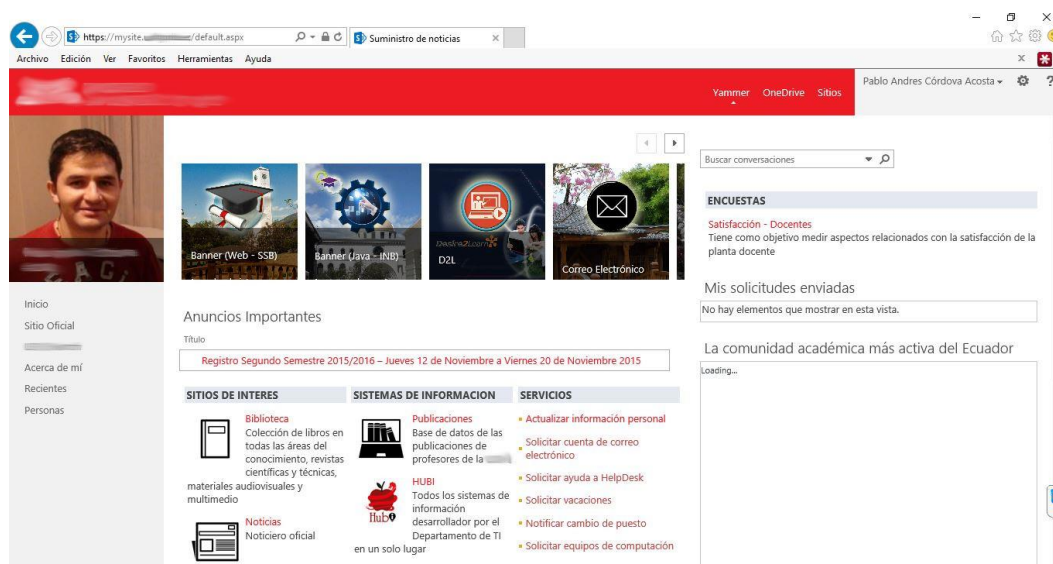 https://mysite. /default.aspx
Suministro de noticias
Archivo Edición Ver Favoritos Herramientas Ayuda
Yammer OneDrive Sitios
Pablo Andres Córdova Acosta
Buscar conversaciones
Banner (Web - SSB)
Banner (Java - INB)
Desire2Learn
D2L
Correo Electrónico
ENCUESTAS
Satisfacción - Docentes
Tiene como objetivo medir aspectos relacionados con la satisfacción de la
planta docente
Mis solicitudes enviadas
No hay elementos que mostrar en esta vista.
La comunidad académica más activa del Ecuador
Loading...
Inicio
Sitio Oficial
Acerca de mí
Recientes
Personas
Anuncios Importantes
Título
Registro Segundo Semestre 2015/2016 – Jueves 12 de Noviembre a Viernes 20 de Noviembre 2015
SITIOS DE INTERES
Biblioteca
Colección de libros en
todas las áreas del
conocimiento, revistas
científicas y técnicas,
materiales audiovisuales y
multimedio
Noticias
Noticiero oficial
SISTEMAS DE INFORMACION
Publicaciones
Base de datos de las
publicaciones de
profesores de la
HUBI
Hubi
Todos los sistemas de
información
desarrollador por el
Departamento de TI
en un solo lugar
SERVICIOS
Actualizar información personal
Solicitar cuenta de correo
electrónico
Solicitar ayuda a HelpDesk
Solicitar vacaciones
Notificar cambio de puesto
Solicitar equipos de computación